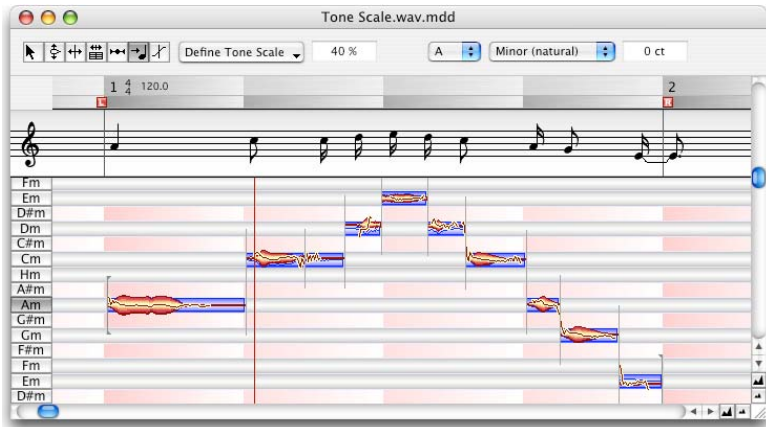 Tone Scale.wav.mdd
Define Tone Scale 40 % A Minor (natural) 0 ct
1 4/4 120.0 2
L R
Fm
Em
D#m
Dm
C#m
Cm
Hm
A#m
Am
G#m
Gm
F#m
Fm
Em
D#m